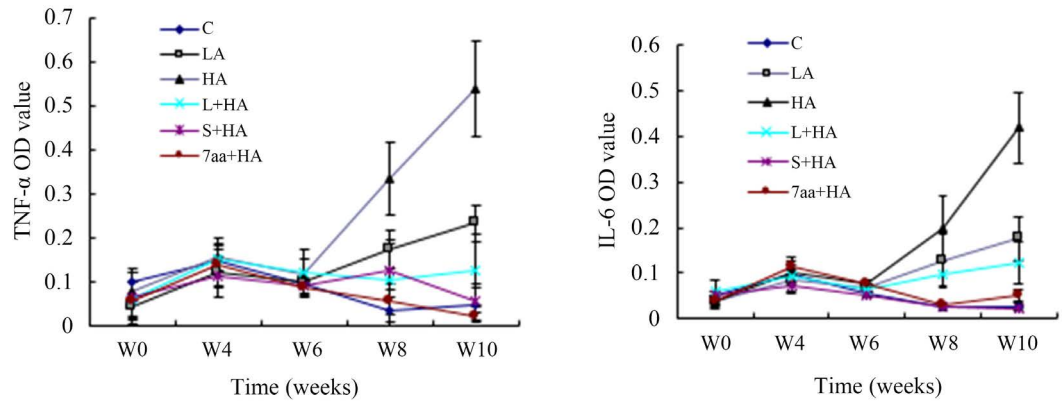 0.7
0.6
0.5
0.4
0.3
0.2
0.1
0
TNF-α OD value
C
LA
HA
L+HA
S+HA
7aa+HA
W0 W4 W6 W8 W10
Time (weeks)
0.6
0.5
0.4
0.3
0.2
0.1
0
IL-6 OD value
C
LA
HA
L+HA
S+HA
7aa+HA
W0 W4 W6 W8 W10
Time (weeks)